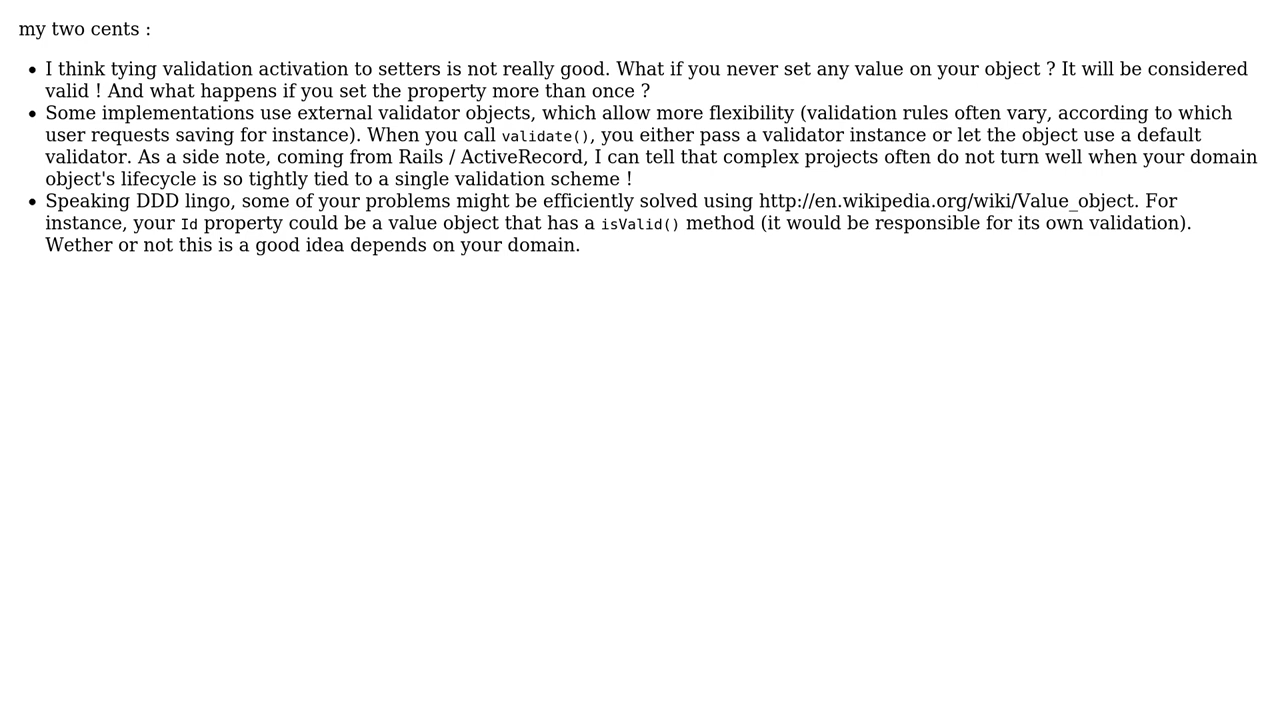 my two cents :
• I think tying validation activation to setters is not really good. What if you never set any value on your object ? It will be considered
valid ! And what happens if you set the property more than once ?
• Some implementations use external validator objects, which allow more flexibility (validation rules often vary, according to which
user requests saving for instance). When you call validate(), you either pass a validator instance or let the object use a default
validator. As a side note, coming from Rails / ActiveRecord, I can tell that complex projects often do not turn well when your domain
object's lifecycle is so tightly tied to a single validation scheme !
• Speaking DDD lingo, some of your problems might be efficiently solved using http://en.wikipedia.org/wiki/Value_object. For
instance, your Id property could be a value object that has a isValid() method (it would be responsible for its own validation).
Wether or not this is a good idea depends on your domain.